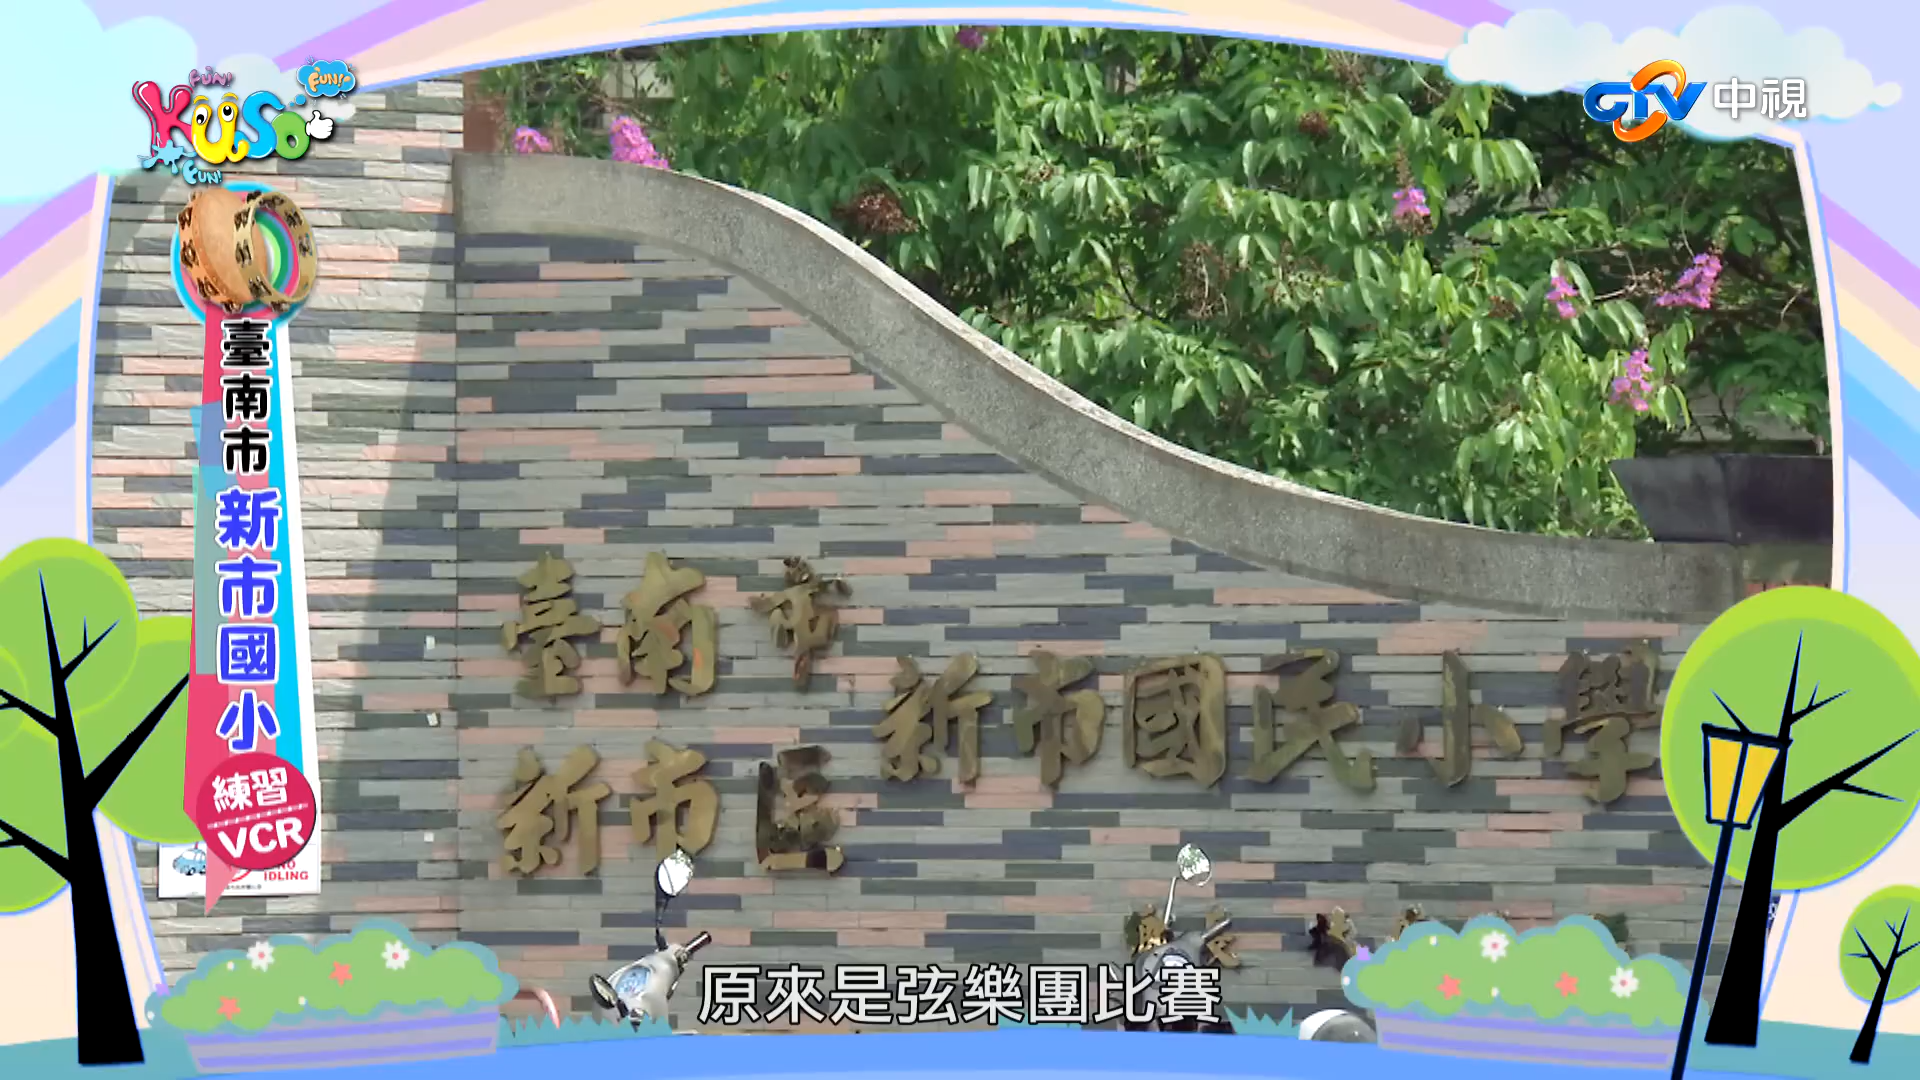 FUN!
FUN!
KUSO
FUN!
CTV 中視
臺南市 新市國小
練習
VCR
IDLING
臺南市
新市區
新市國民小學
原來是弦樂團比賽